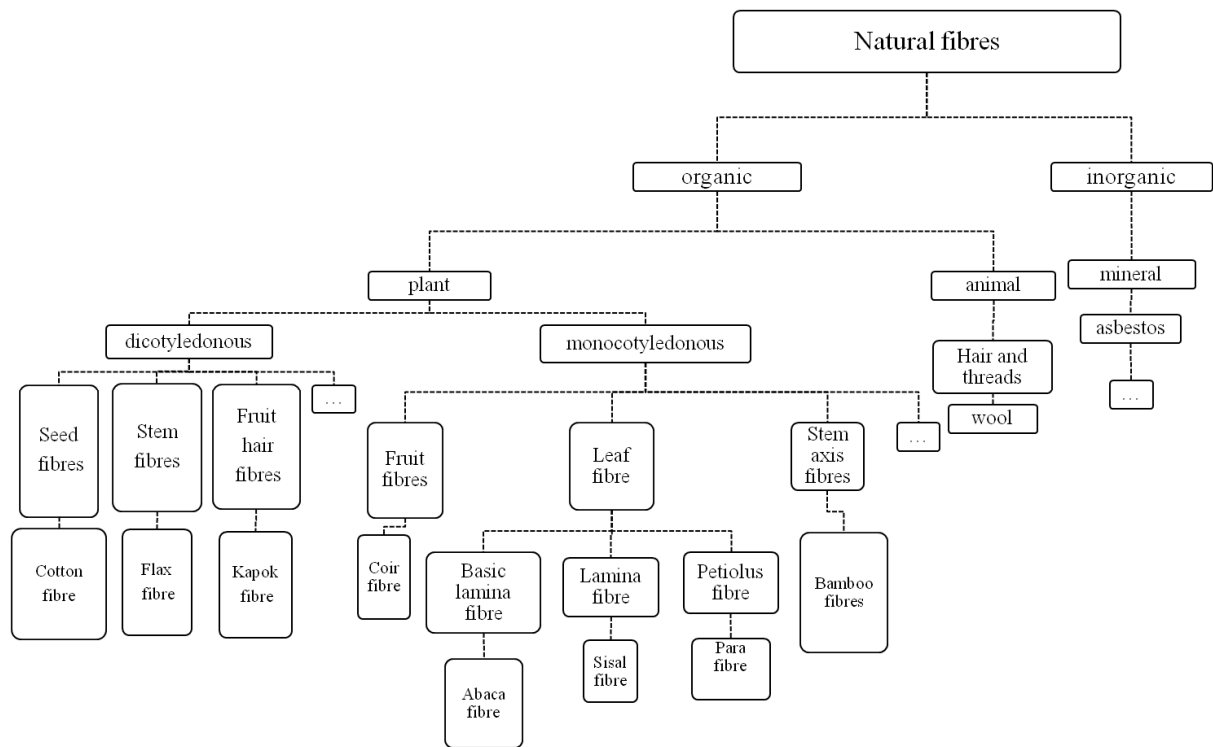 Natural fibres
organic
inorganic
plant
animal
mineral
dicotyledonous
monocotyledonous
asbestos
Hair and
threads
wool
...
...
Seed
fibres
Stem
fibres
Fruit
hair
fibres
Fruit
fibres
Leaf
fibre
Stem
axis
fibres
...
Cotton
fibre
Flax
fibre
Kapok
fibre
Coir
fibre
Basic
lamina
fibre
Lamina
fibre
Petiolus
fibre
Bamboo
fibres
Abaca
fibre
Sisal
fibre
Para
fibre